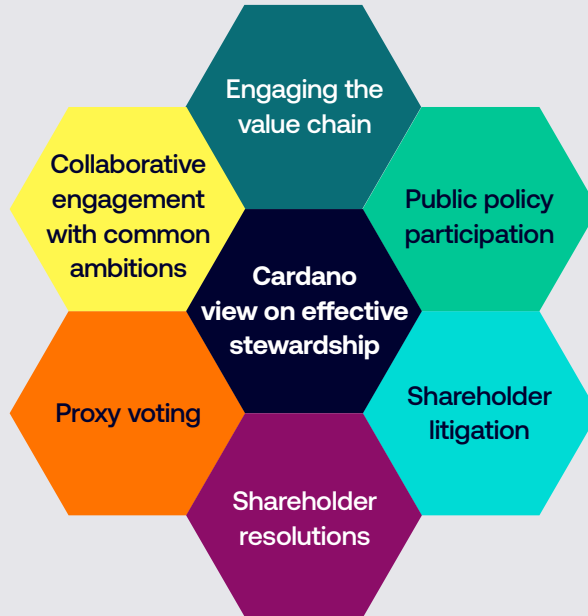 Engaging the
value chain
Collaborative
engagement
with common
ambitions
Public policy
participation
Cardano
view on effective
stewardship
Proxy voting
Shareholder
litigation
Shareholder
resolutions